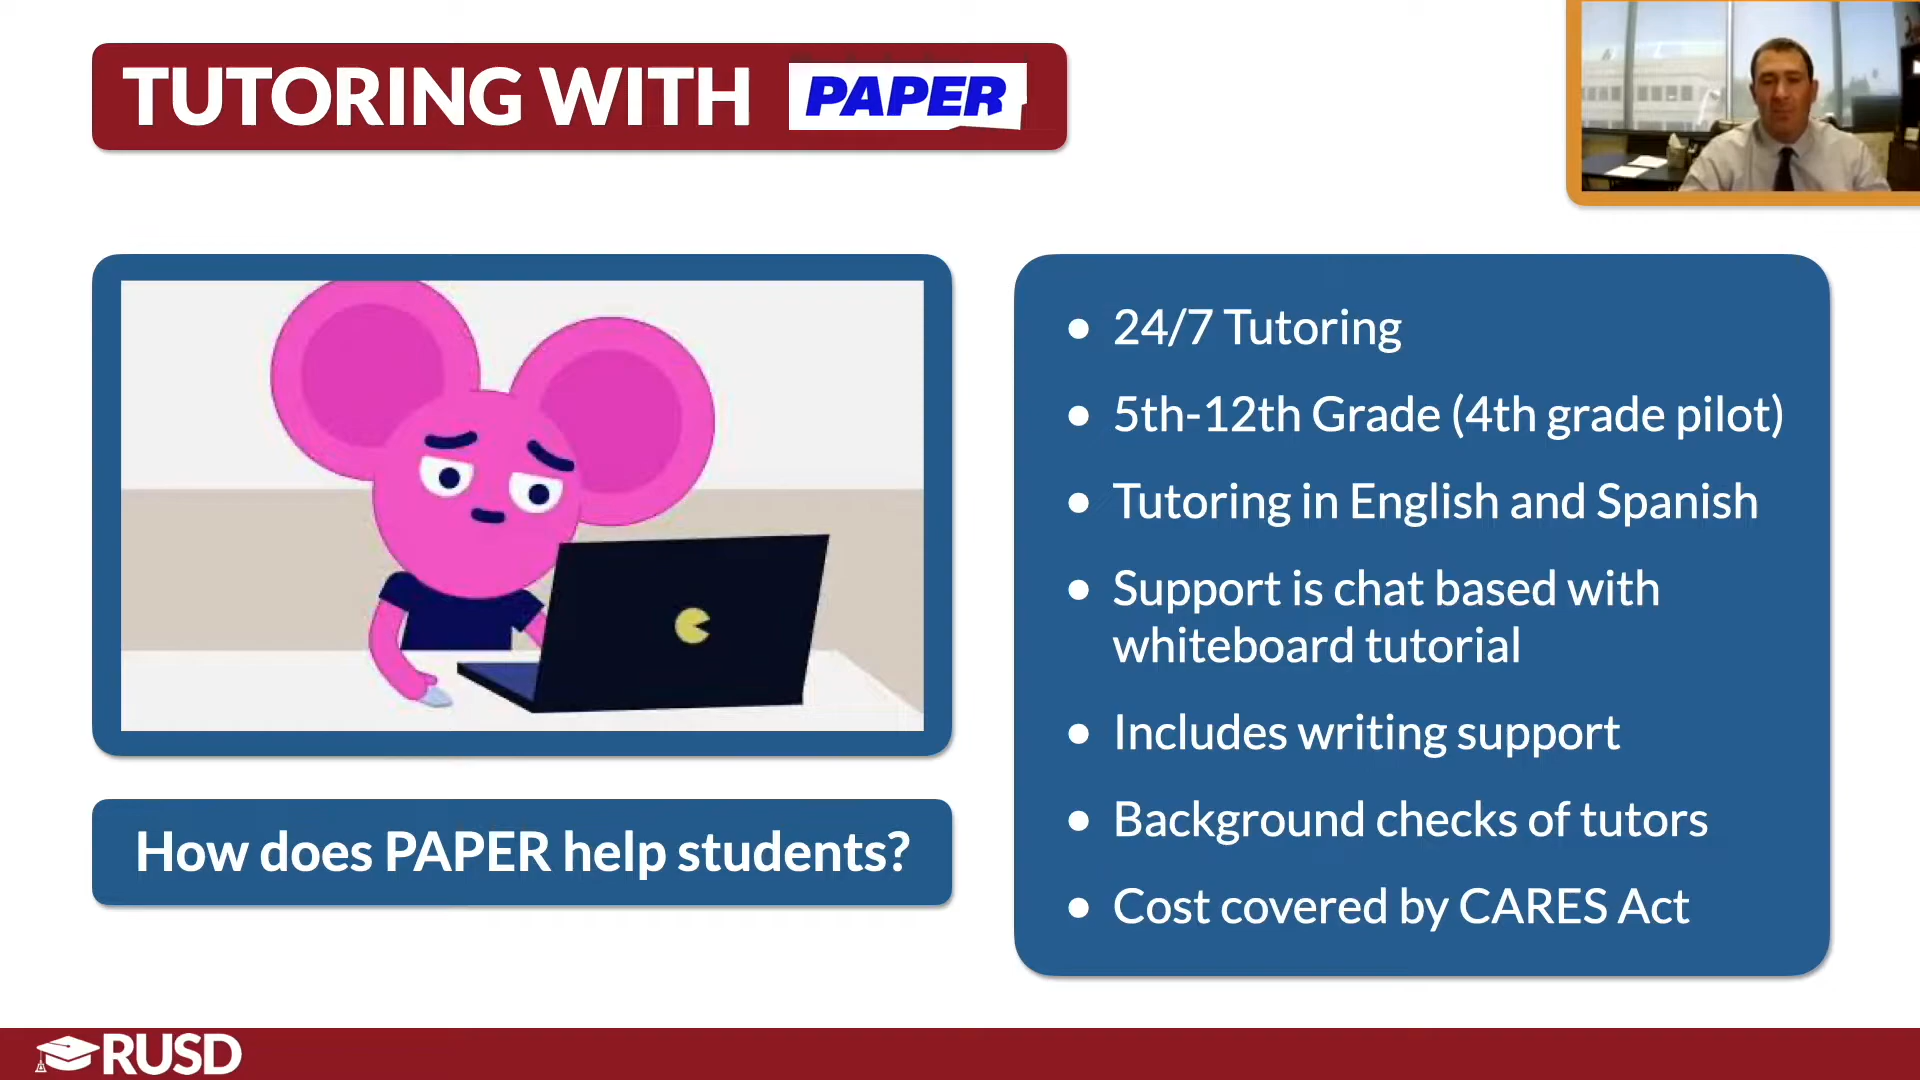 TUTORING WITH PAPER
How does PAPER help students?
● 24/7 Tutoring
● 5th-12th Grade (4th grade pilot)
● Tutoring in English and Spanish
● Support is chat based with
whiteboard tutorial
● Includes writing support
● Background checks of tutors
● Cost covered by CARES Act
RUSD